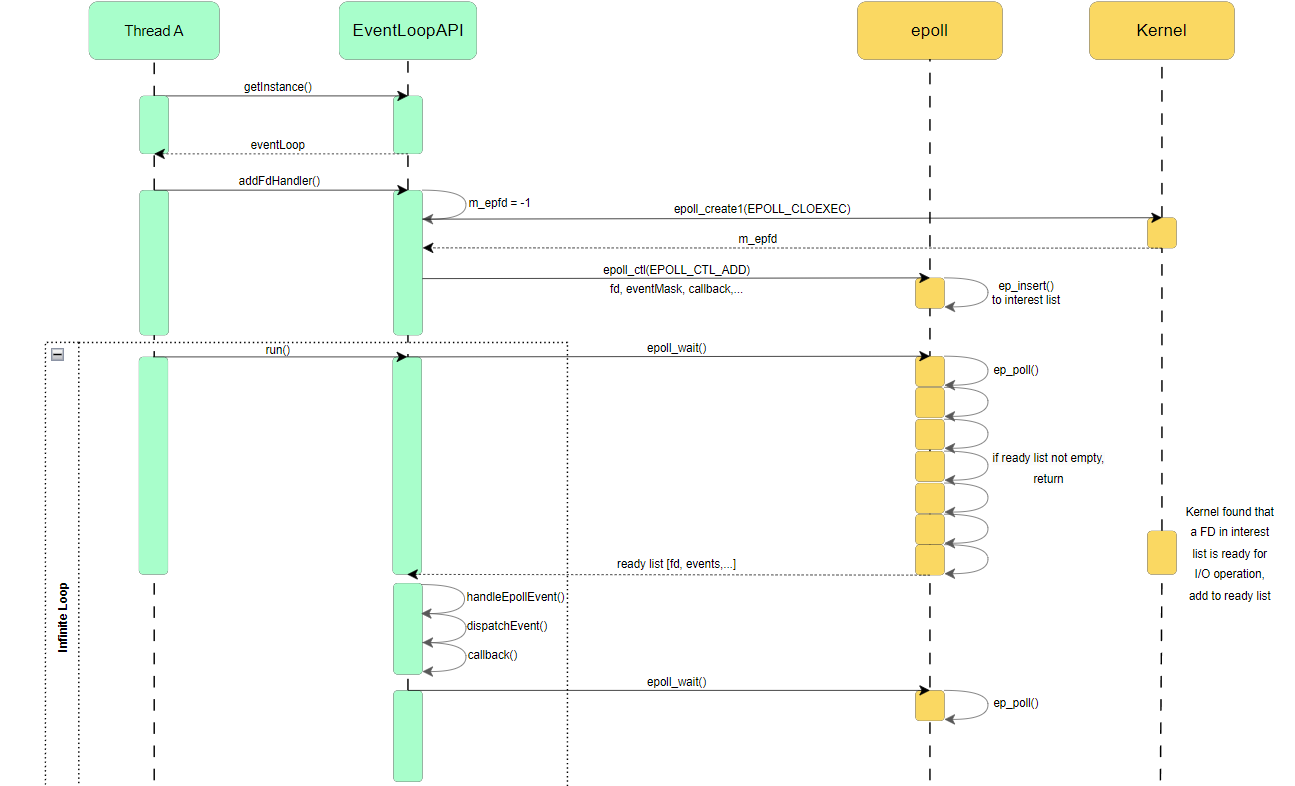 Thread A
EventLoopAPI
epoll
Kernel
getInstance()
eventLoop
addFdHandler()
m_epfd = -1
epoll_create1(EPOLL_CLOEXEC)
m_epfd
epoll_ctl(EPOLL_CTL_ADD)
fd, eventMask, callback,...
ep_insert()
to interest list
run()
epoll_wait()
ep_poll()
if ready list not empty,
return
Kernel found that
a FD in interest
list is ready for
I/O operation,
add to ready list
ready list [fd, events,...]
Infinite Loop
handleEpollEvent()
dispatchEvent()
callback()
epoll_wait()
ep_poll()